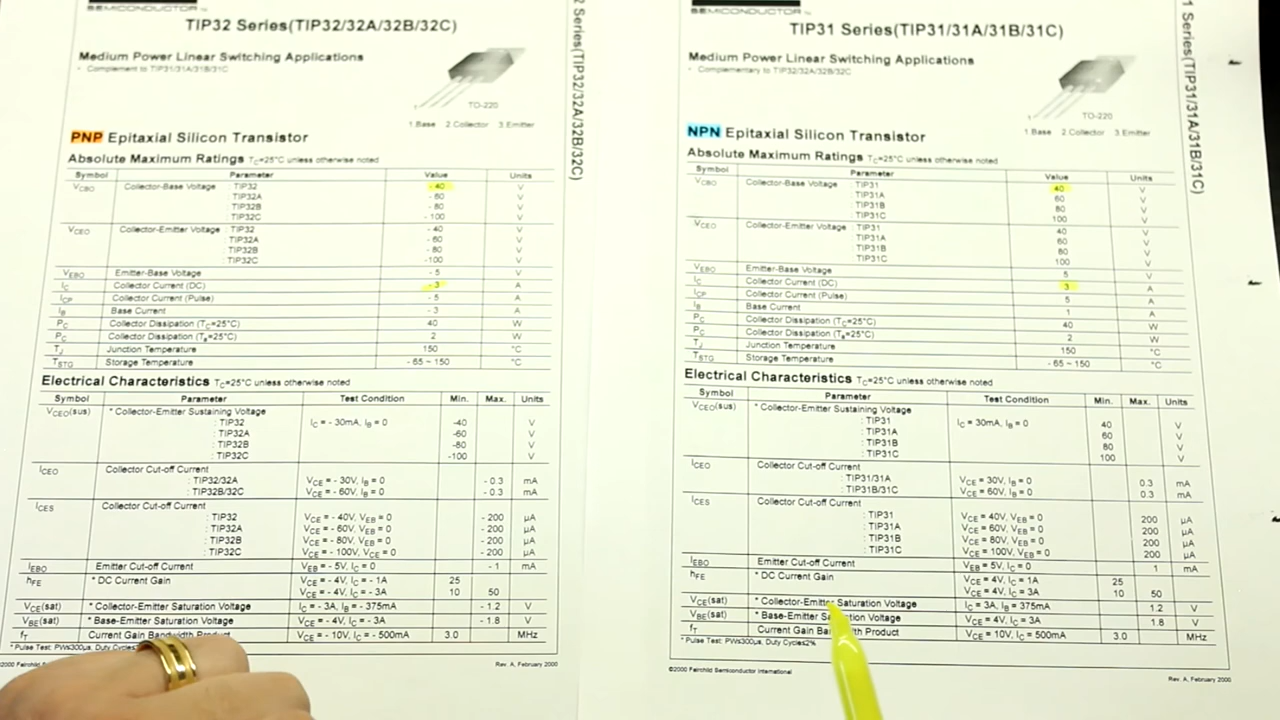 SEMICONDUCTOR
TIP32 Series(TIP32/32A/32B/32C)
Medium Power Linear Switching Applications
• Complement to TIP31/31A/31B/31C
TO-220
1.Base 2.Collector 3.Emitter
PNP Epitaxial Silicon Transistor
Absolute Maximum Ratings TC=25°C unless otherwise noted
Symbol Parameter Value Units
VCBO Collector-Base Voltage : TIP32 - 40 V
: TIP32A - 60 V
: TIP32B - 80 V
: TIP32C - 100 V
VCEO Collector-Emitter Voltage : TIP32 - 40 V
: TIP32A - 60 V
: TIP32B - 80 V
: TIP32C -100 V
VEBO Emitter-Base Voltage - 5 V
IC Collector Current (DC) - 3 A
ICP Collector Current (Pulse) - 5 A
IB Base Current - 3 A
PC Collector Dissipation (TC=25°C) 40 W
PC Collector Dissipation (Ta=25°C) 2 W
TJ Junction Temperature 150 °C
TSTG Storage Temperature - 65 ~ 150 °C
Electrical Characteristics TC=25°C unless otherwise noted
Symbol Parameter Test Condition Min. Max. Units
VCEO(sus) * Collector-Emitter Sustaining Voltage
: TIP32 IC = - 30mA, IB = 0 -40 V
: TIP32A -60 V
: TIP32B -80 V
: TIP32C -100 V
ICEO Collector Cut-off Current
: TIP32/32A VCE = - 30V, IB = 0 - 0.3 mA
: TIP32B/32C VCE = - 60V, IB = 0 - 0.3 mA
ICES Collector Cut-off Current
: TIP32 VCE = - 40V, VEB = 0 - 200 µA
: TIP32A VCE = - 60V, VEB = 0 - 200 µA
: TIP32B VCE = - 80V, VEB = 0 - 200 µA
: TIP32C VCE = - 100V, VCE = 0 - 200 µA
IEBO Emitter Cut-off Current VEB = - 5V, IC = 0 - 1 mA
hFE * DC Current Gain VCE = - 4V, IC = - 1A 25
VCE = - 4V, IC = - 3A 10 50
VCE(sat) * Collector-Emitter Saturation Voltage IC = - 3A, IB = - 375mA - 1.2 V
VBE(sat) * Base-Emitter Saturation Voltage VCE = - 4V, IC = - 3A - 1.8 V
fT Current Gain Bandwidth Product VCE = - 10V, IC = - 500mA 3.0 MHz
* Pulse Test: PW≤300µs, Duty Cycle≤2%
2000 Fairchild Rev. A, February 2000
2 Series(TIP32/32A/32B/32C)
SEMICONDUCTOR
TIP31 Series(TIP31/31A/31B/31C)
Medium Power Linear Switching Applications
• Complementary to TIP32/32A/32B/32C
TO-220
1.Base 2.Collector 3.Emitter
NPN Epitaxial Silicon Transistor
Absolute Maximum Ratings TC=25°C unless otherwise noted
Symbol Parameter Value Units
VCBO Collector-Base Voltage : TIP31 40 V
: TIP31A 60 V
: TIP31B 80 V
: TIP31C 100 V
VCEO Collector-Emitter Voltage : TIP31 40 V
: TIP31A 60 V
: TIP31B 80 V
: TIP31C 100 V
VEBO Emitter-Base Voltage 5 V
IC Collector Current (DC) 3 A
ICP Collector Current (Pulse) 5 A
IB Base Current 1 A
PC Collector Dissipation (TC=25°C) 40 W
PC Collector Dissipation (Ta=25°C) 2 W
TJ Junction Temperature 150 °C
TSTG Storage Temperature - 65 ~ 150 °C
Electrical Characteristics TC=25°C unless otherwise noted
Symbol Parameter Test Condition Min. Max. Units
VCEO(sus) * Collector-Emitter Sustaining Voltage
: TIP31 IC = 30mA, IB = 0 40 V
: TIP31A 60 V
: TIP31B 80 V
: TIP31C 100 V
ICEO Collector Cut-off Current
: TIP31/31A VCE = 30V, IB = 0 0.3 mA
: TIP31B/31C VCE = 60V, IB = 0 0.3 mA
ICES Collector Cut-off Current
: TIP31 VCE = 40V, VEB = 0 200 µA
: TIP31A VCE = 60V, VEB = 0 200 µA
: TIP31B VCE = 80V, VEB = 0 200 µA
: TIP31C VCE = 100V, VEB = 0 200 µA
IEBO Emitter Cut-off Current VEB = 5V, IC = 0 1 mA
hFE * DC Current Gain VCE = 4V, IC = 1A 25
VCE = 4V, IC = 3A 10 50
VCE(sat) * Collector-Emitter Saturation Voltage IC = 3A, IB = 375mA 1.2 V
VBE(sat) * Base-Emitter Saturation Voltage VCE = 4V, IC = 3A 1.8 V
fT Current Gain Bandwidth Product VCE = 10V, IC = 500mA 3.0 MHz
* Pulse Test: PW≤300µs, Duty Cycle≤2%
©2000 Fairchild Semiconductor International Rev. A, February 2000
1 Series(TIP31/31A/31B/31C)